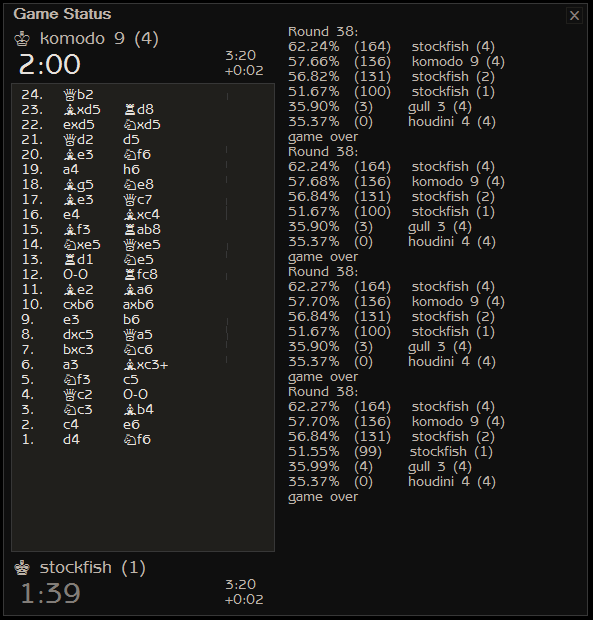 Game Status
♔ komodo 9 (4)
2:00
3:20
+0:02
24. ♕b2
23. ♗xd5 ♖d8
22. exd5 ♘xd5
21. ♕d2 d5
20. ♗e3 ♘f6
19. a4 h6
18. ♗g5 ♘e8
17. ♗e3 ♕c7
16. e4 ♗xc4
15. ♗f3 ♖ab8
14. ♘xe5 ♕xe5
13. ♖d1 ♘e5
12. O-O ♖fc8
11. ♗e2 ♗a6
10. cxb6 axb6
9. e3 b6
8. dxc5 ♕a5
7. bxc3 ♘c6
6. a3 ♗xc3+
5. ♘f3 c5
4. ♕c2 O-O
3. ♘c3 ♗b4
2. c4 e6
1. d4 ♘f6
♚ stockfish (1)
1:39
3:20
+0:02
Round 38:
62.24% (164) stockfish (4)
57.66% (136) komodo 9 (4)
56.82% (131) stockfish (2)
51.67% (100) stockfish (1)
35.90% (3) gull 3 (4)
35.37% (0) houdini 4 (4)
game over
Round 38:
62.24% (164) stockfish (4)
57.68% (136) komodo 9 (4)
56.84% (131) stockfish (2)
51.67% (100) stockfish (1)
35.90% (3) gull 3 (4)
35.37% (0) houdini 4 (4)
game over
Round 38:
62.27% (164) stockfish (4)
57.70% (136) komodo 9 (4)
56.84% (131) stockfish (2)
51.67% (100) stockfish (1)
35.90% (3) gull 3 (4)
35.37% (0) houdini 4 (4)
game over
Round 38:
62.27% (164) stockfish (4)
57.70% (136) komodo 9 (4)
56.84% (131) stockfish (2)
51.55% (99) stockfish (1)
35.99% (4) gull 3 (4)
35.37% (0) houdini 4 (4)
game over